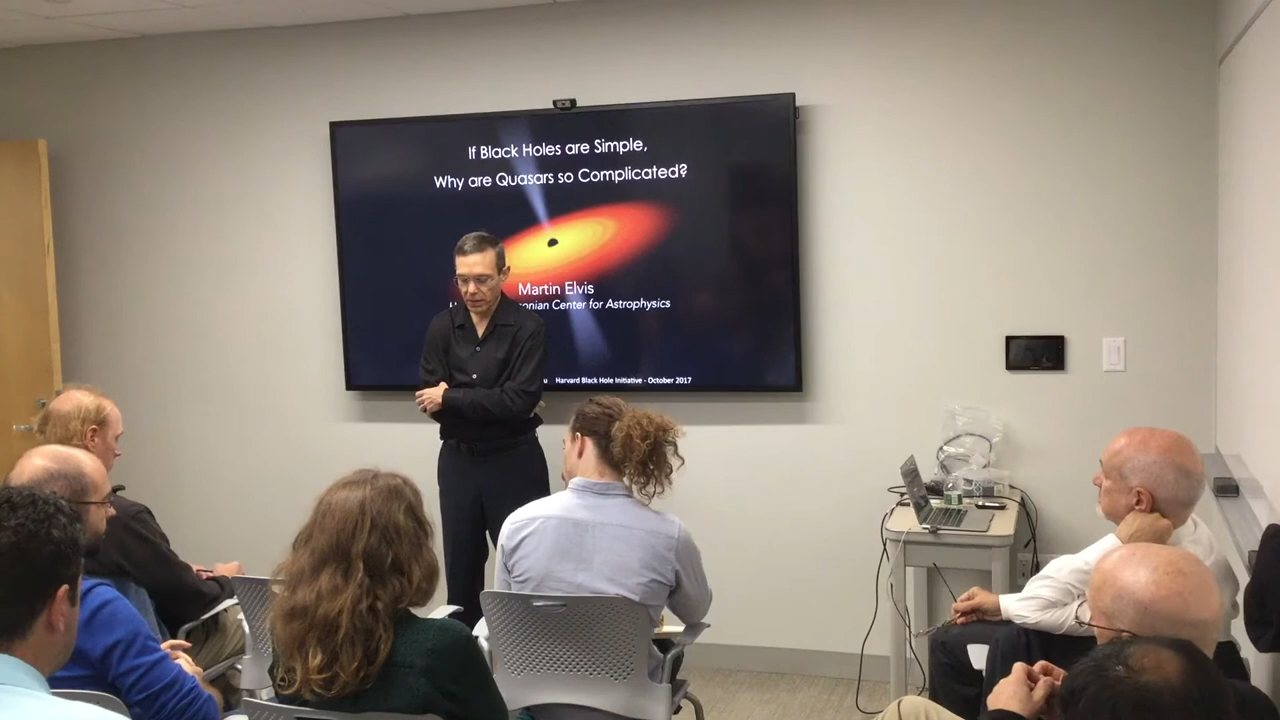 If Black Holes are Simple,
Why are Quasars so Complicated?
Martin Elvis
Center for Astrophysics
Harvard Black Hole Initiative - October 2017